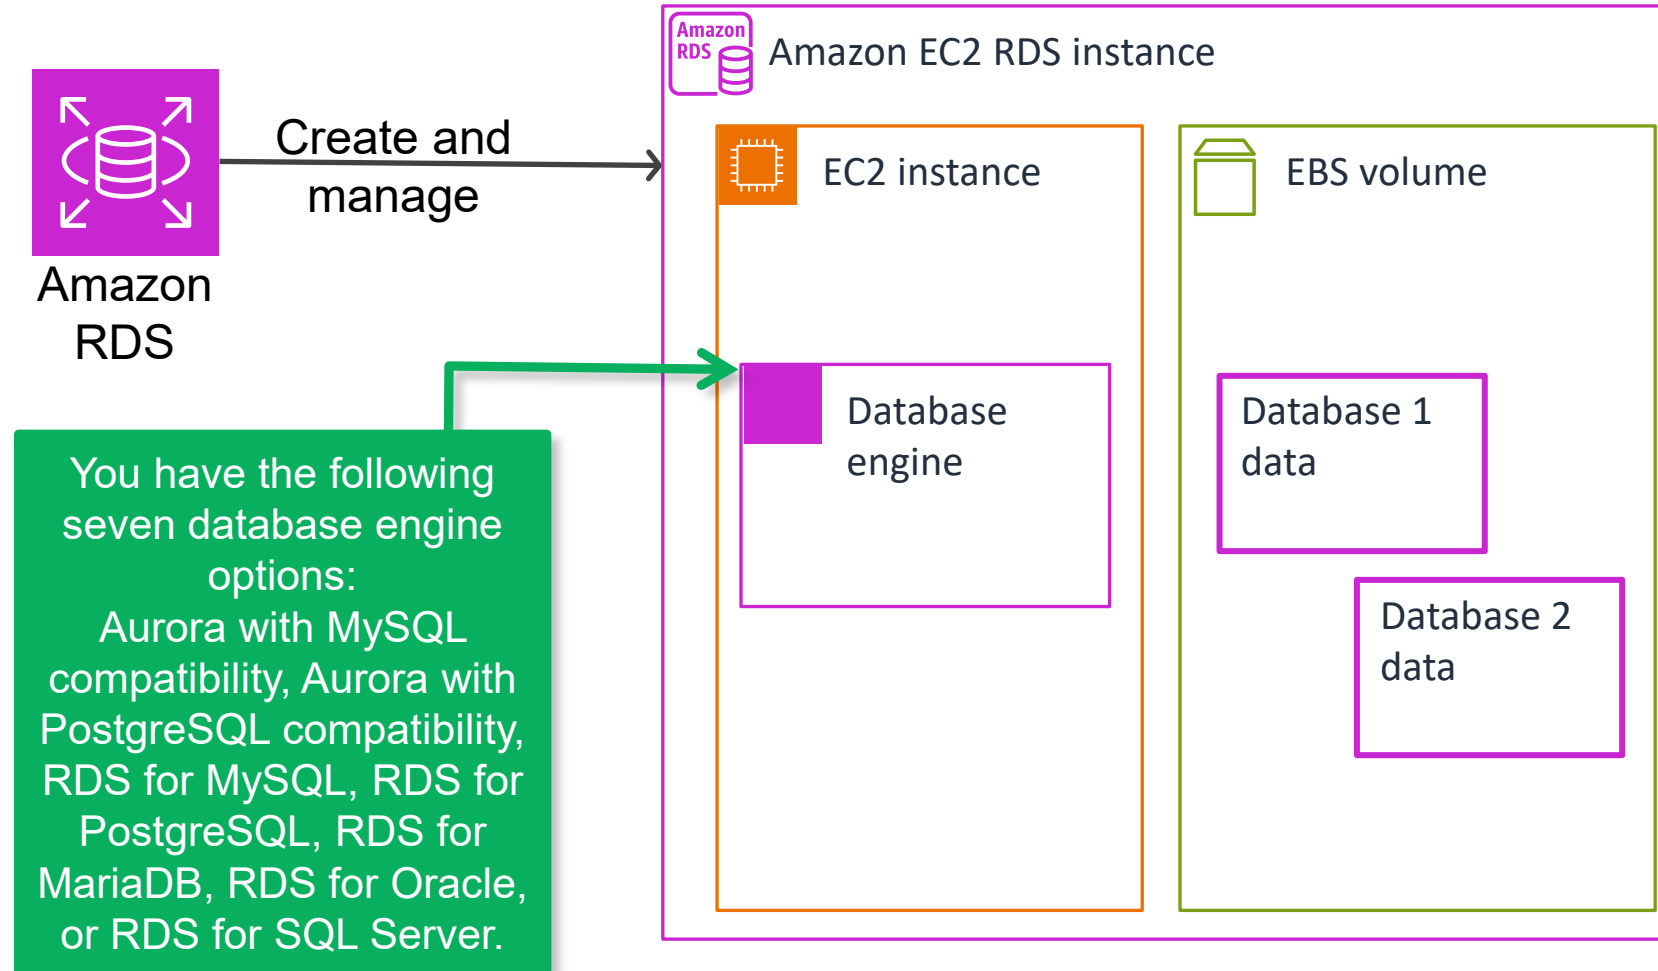 Amazon
RDS
Amazon EC2 RDS instance
Create and
manage
EC2 instance
EBS volume
Amazon
RDS
Database
engine
Database 1
data
Database 2
data
You have the following
seven database engine
options:
Aurora with MySQL
compatibility, Aurora with
PostgreSQL compatibility,
RDS for MySQL, RDS for
PostgreSQL, RDS for
MariaDB, RDS for Oracle,
or RDS for SQL Server.